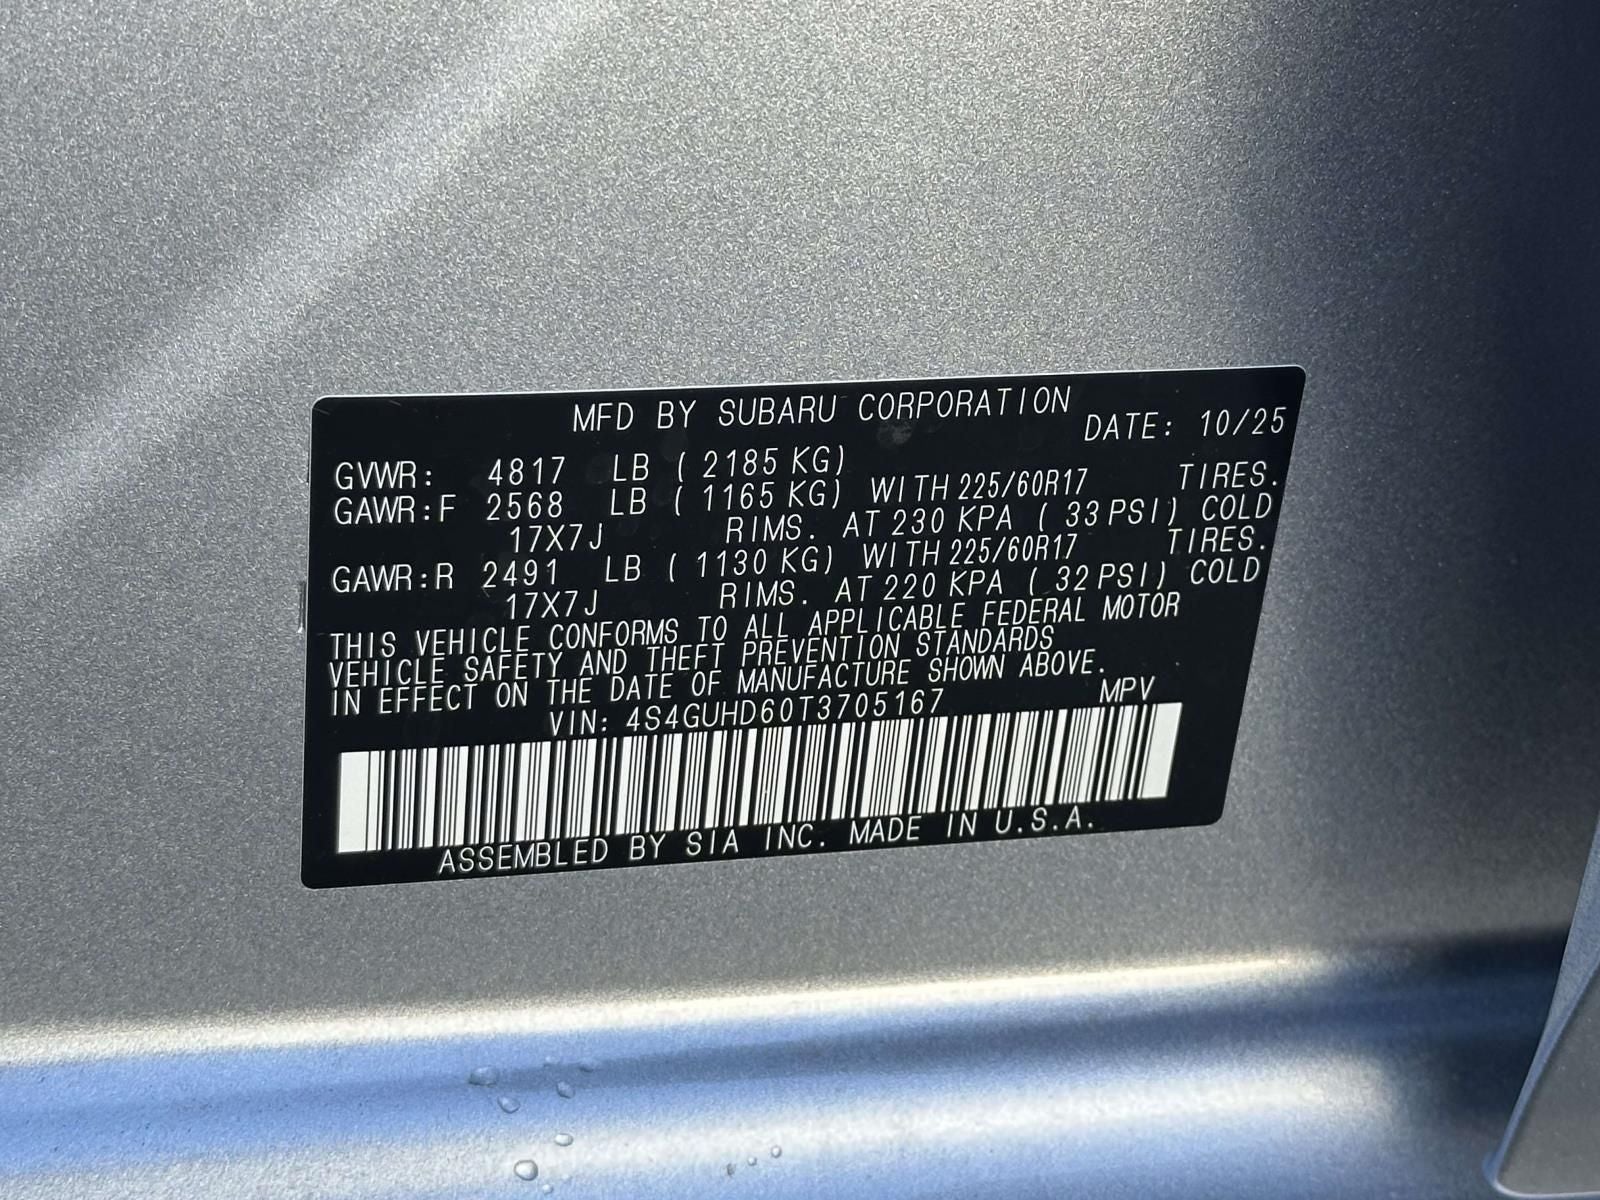 MFD BY SUBARU CORPORATION
DATE: 10/25
GVWR: 4817 LB ( 2185 KG)
GAWR:F 2568 LB ( 1165 KG) WITH 225/60R17 TIRES.
17X7J RIMS. AT 230 KPA ( 33 PSI) COLD
GAWR:R 2491 LB ( 1130 KG) WITH 225/60R17 TIRES.
17X7J RIMS. AT 220 KPA ( 32 PSI) COLD
THIS VEHICLE CONFORMS TO ALL APPLICABLE FEDERAL MOTOR
VEHICLE SAFETY AND THEFT PREVENTION STANDARDS
IN EFFECT ON THE DATE OF MANUFACTURE SHOWN ABOVE.
VIN: 4S4GUHD60T3705167 MPV
ASSEMBLED BY SIA INC. MADE IN U.S.A.